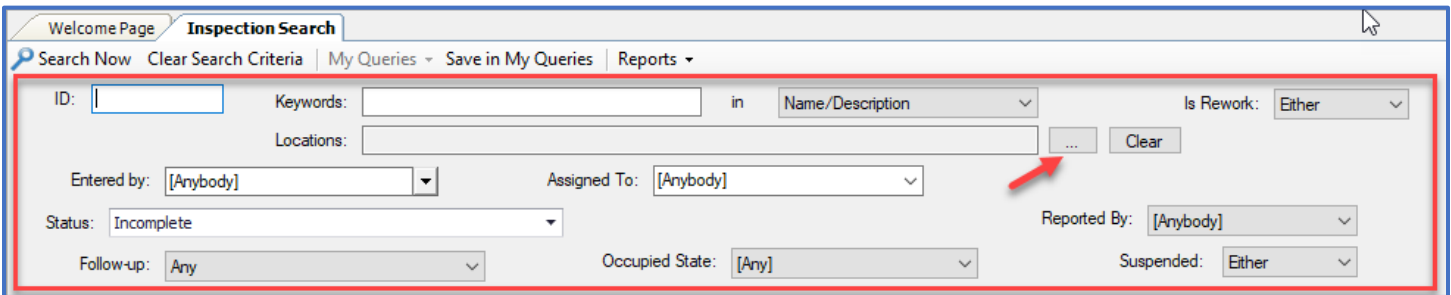 Welcome Page Inspection Search
Search Now Clear Search Criteria My Queries Save in My Queries Reports
ID: Keywords: in Name/Description Is Rework: Either
Locations: ... Clear
Entered by: [Anybody] Assigned To: [Anybody]
Status: Incomplete Reported By: [Anybody]
Follow-up: Any Occupied State: [Any] Suspended: Either